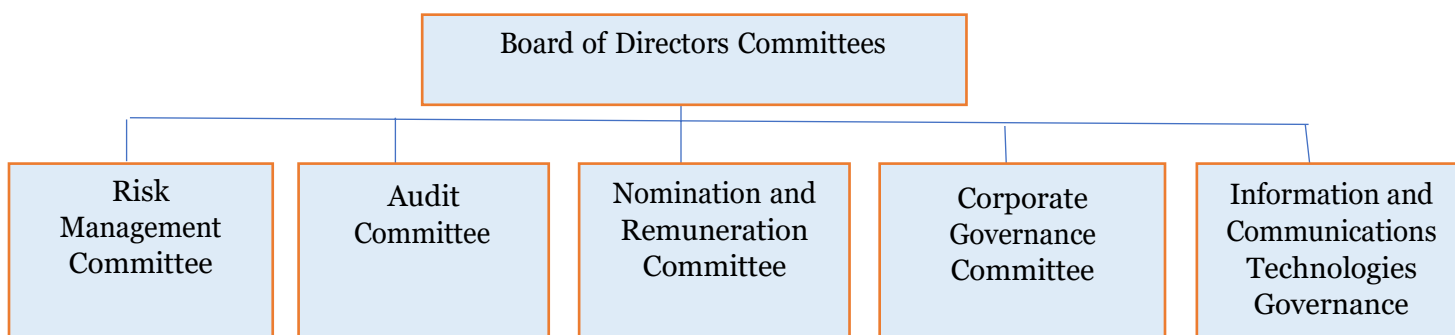 Board of Directors Committees
Risk
Management
Committee
Audit
Committee
Nomination and
Remuneration
Committee
Corporate
Governance
Committee
Information and
Communications
Technologies
Governance